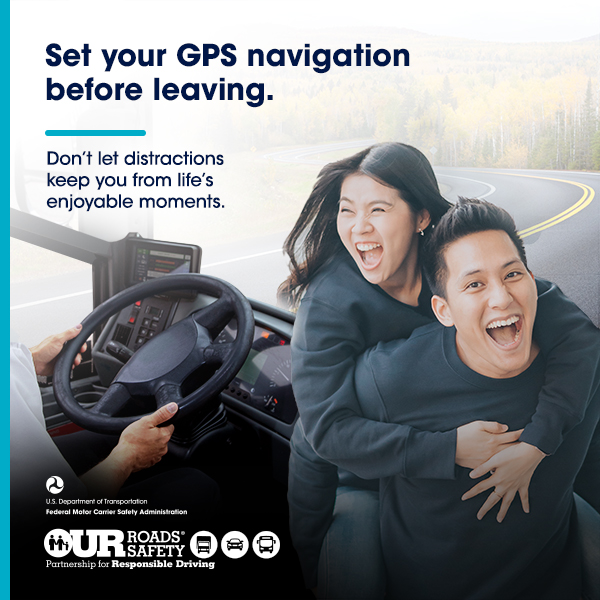 Set your GPS navigation
before leaving.
Don't let distractions
keep you from life's
enjoyable moments.
U.S. Department of Transportation
Federal Motor Carrier Safety Administration
OUR ROADS®
SAFETY
Partnership for Responsible Driving